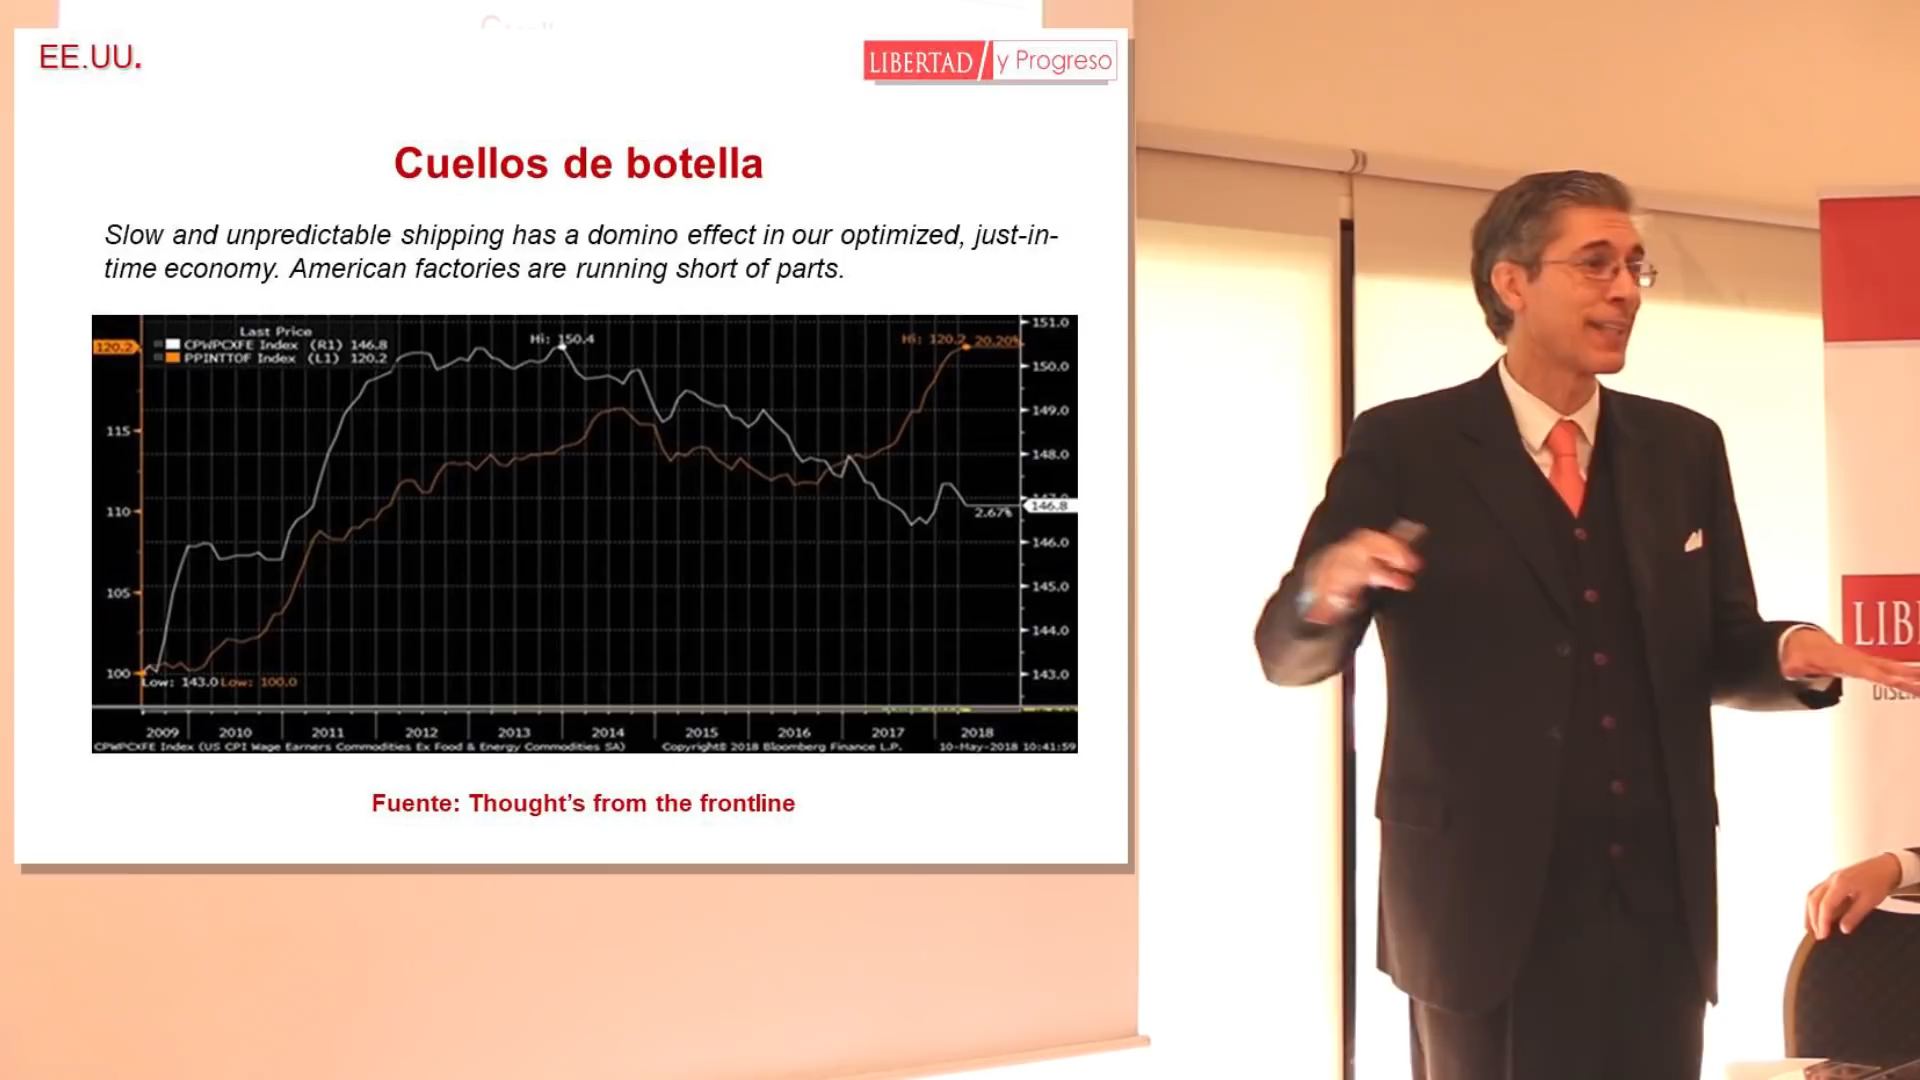 EE.UU.
LIBERTAD y Progreso
Cuellos de botella
Slow and unpredictable shipping has a domino effect in our optimized, just-in-
time economy. American factories are running short of parts.
Last Price
CPWPCXFE Index (R1) 146.8
PPINTTOF Index (L1) 120.2
Hi: 150.4
Hi: 120.2 20.20%
120.2
115
110
105
100
151.0
150.0
149.0
148.0
147.0
146.8
146.0
145.0
144.0
143.0
2.67%
Low: 143.0 Low: 100.0
2009 2010 2011 2012 2013 2014 2015 2016 2017 2018
CPWPCXFE Index (US CPI Wage Earners Commodities Ex Food & Energy Commodities SA) Copyright© 2018 Bloomberg Finance L.P. 10-May-2018 10:41:59
Fuente: Thought’s from the frontline
LIB